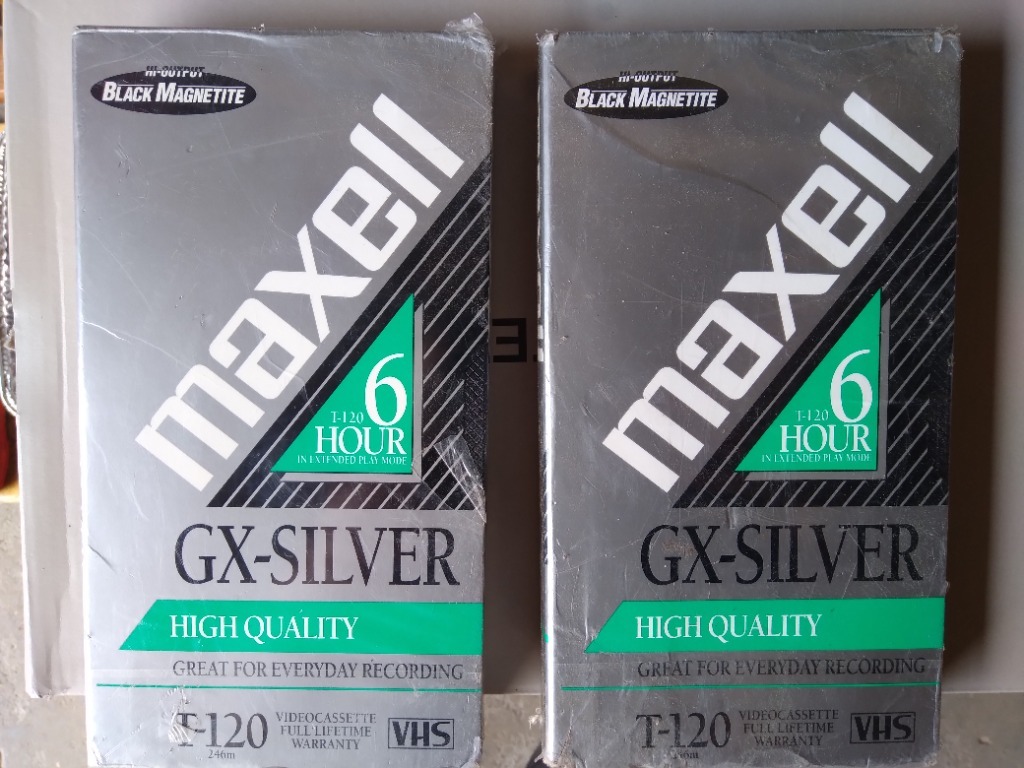 HI-OUTPUT
BLACK MAGNETITE
maxell
6
T-120
HOUR
IN EXTENDED PLAY MODE
GX-SILVER
HIGH QUALITY
GREAT FOR EVERYDAY RECORDING
T-120
246m
VIDEOCASSETTE
FULL LIFETIME
WARRANTY
VHS
HI-OUTPUT
BLACK MAGNETITE
maxell
6
T-120
HOUR
IN EXTENDED PLAY MODE
GX-SILVER
HIGH QUALITY
GREAT FOR EVERYDAY RECORDING
T-120
VIDEOCASSETTE
FULL LIFETIME
WARRANTY
VHS